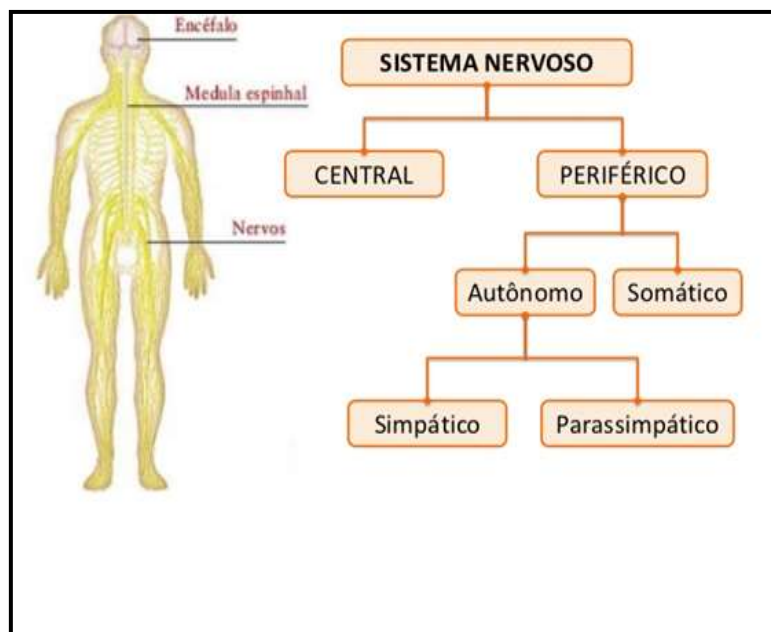 Encéfalo
Medula espinhal
Nervos
SISTEMA NERVOSO
CENTRAL
PERIFÉRICO
Autônomo
Somático
Simpático
Parassimpático